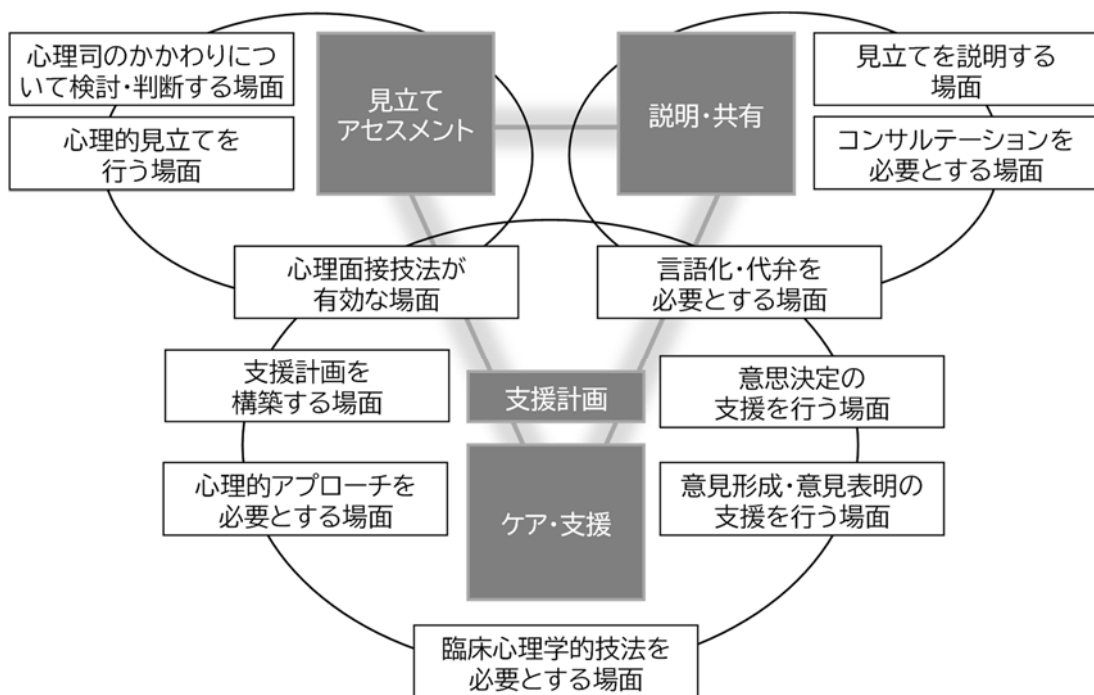 心理司のかかわりにつ
いて検討・判断する場面
心理的見立てを
行う場面
見立て
アセスメント
説明・共有
見立てを説明する
場面
コンサルテーションを
必要とする場面
心理面接技法が
有効な場面
言語化・代弁を
必要とする場面
支援計画を
構築する場面
支援計画
意思決定の
支援を行う場面
心理的アプローチを
必要とする場面
ケア・支援
意見形成・意見表明の
支援を行う場面
臨床心理学的技法を
必要とする場面